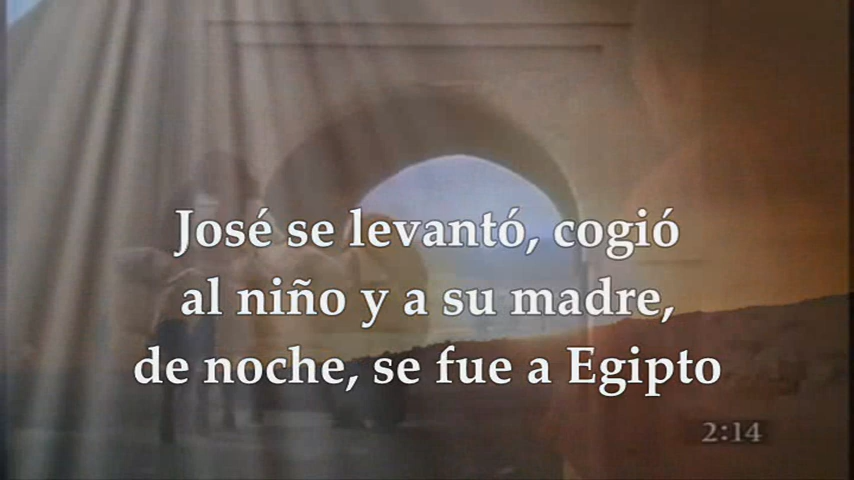 José se levantó, cogió
al niño y a su madre,
de noche, se fue a Egipto
2:14